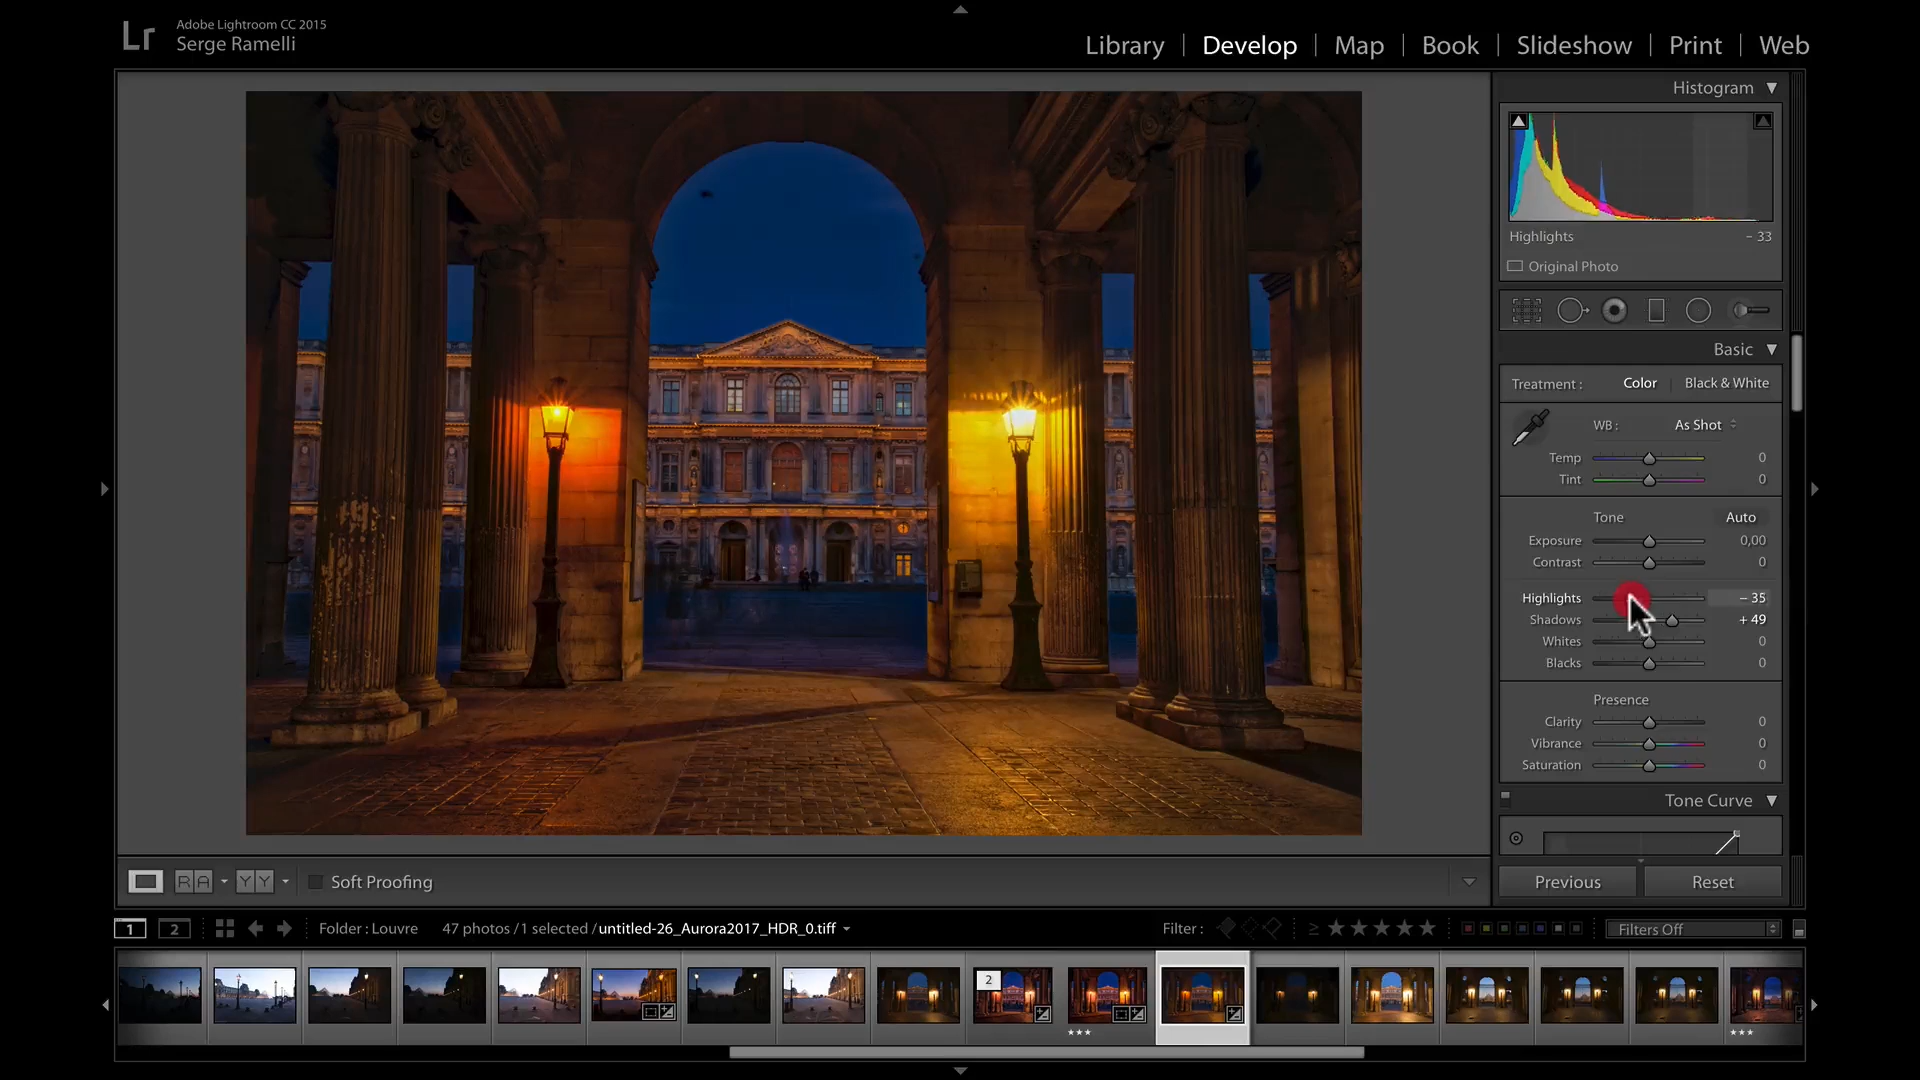 Lr
Adobe Lightroom CC 2015
Serge Ramelli
Library | Develop | Map | Book | Slideshow | Print | Web
Histogram
Highlights – 33
Original Photo
Basic
Treatment : Color | Black & White
WB : As Shot
Temp 0
Tint 0
Tone Auto
Exposure 0,00
Contrast 0
Highlights – 35
Shadows + 49
Whites 0
Blacks 0
Presence
Clarity 0
Vibrance 0
Saturation 0
Tone Curve
R A Y Y Soft Proofing
Previous Reset
1 2 Folder : Louvre 47 photos / 1 selected / untitled-26_Aurora2017_HDR_0.tiff Filter : ≥ ★★★★★ Filters Off
2
★★★ ★★★